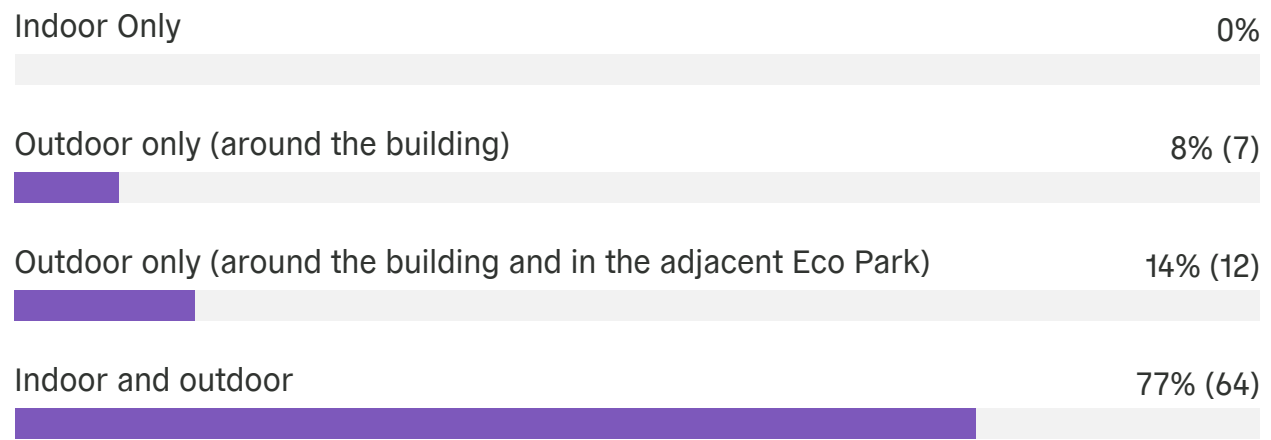 Indoor Only 0%
Outdoor only (around the building) 8% (7)
Outdoor only (around the building and in the adjacent Eco Park) 14% (12)
Indoor and outdoor 77% (64)